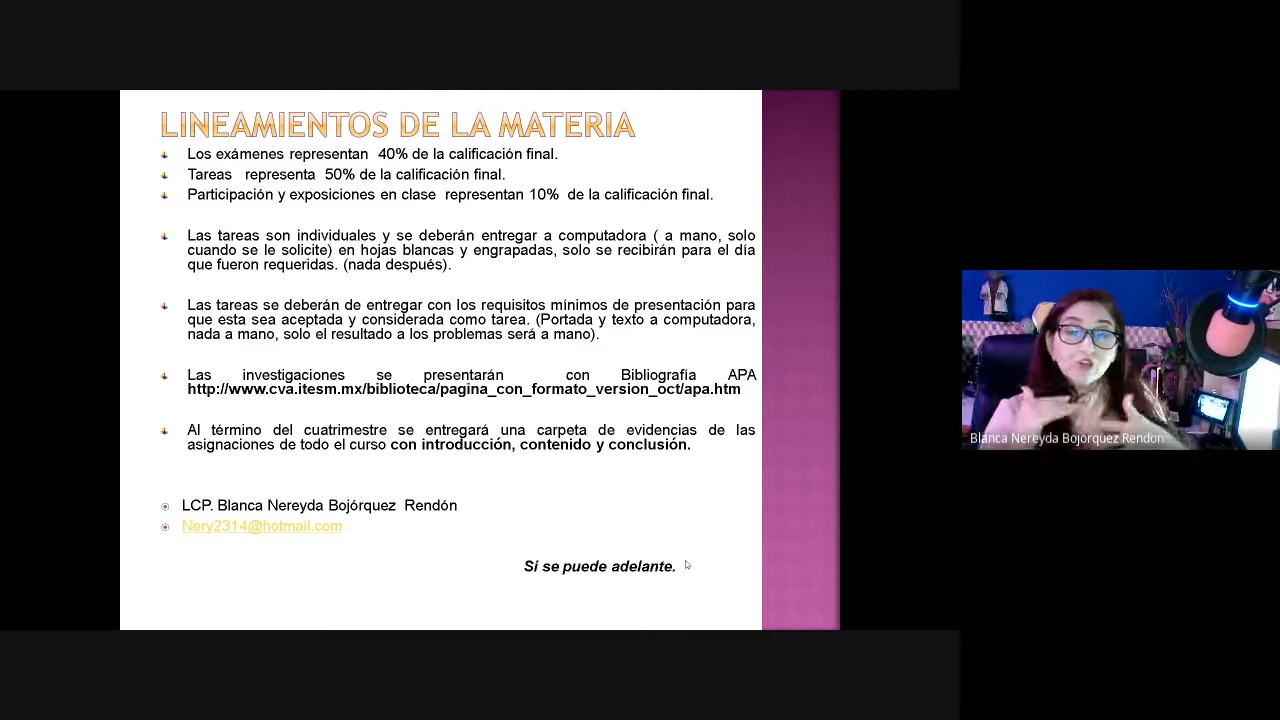 LINEAMIENTOS DE LA MATERIA
Los exámenes representan 40% de la calificación final.
Tareas representa 50% de la calificación final.
Participación y exposiciones en clase representan 10% de la calificación final.
Las tareas son individuales y se deberán entregar a computadora ( a mano, solo
cuando se le solicite) en hojas blancas y engrapadas, solo se recibirán para el día
que fueron requeridas. (nada después).
Las tareas se deberán de entregar con los requisitos mínimos de presentación para
que esta sea aceptada y considerada como tarea. (Portada y texto a computadora,
nada a mano, solo el resultado a los problemas será a mano).
Las investigaciones se presentarán con Bibliografía APA
http://www.cva.itesm.mx/biblioteca/pagina_con_formato_version_oct/apa.htm
Al término del cuatrimestre se entregará una carpeta de evidencias de las
asignaciones de todo el curso con introducción, contenido y conclusión.
LCP. Blanca Nereyda Bojórquez Rendón
Nery2314@hotmail.com
Si se puede adelante.
Blanca Nereyda Bojorquez Rendon